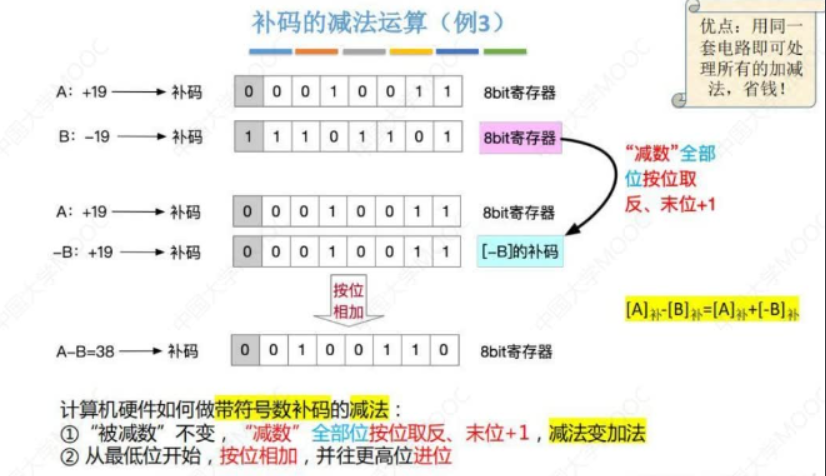 补码的减法运算（例3）
优点：用同一
套电路即可处
理所有的加减
法，省钱！
A：+19 补码 0 0 0 1 0 0 1 1 8bit寄存器
B：-19 补码 1 1 1 0 1 1 0 1 8bit寄存器
“减数”全部
位按位取
反、末位+1
A：+19 补码 0 0 0 1 0 0 1 1 8bit寄存器
-B：+19 补码 0 0 0 1 0 0 1 1 [-B]的补码
按位
相加
[A]补-[B]补=[A]补+[-B]补
A-B=38 补码 0 0 1 0 0 1 1 0 8bit寄存器
计算机硬件如何做带符号数补码的减法：
① “被减数”不变，“减数”全部位按位取反、末位+1，减法变加法
② 从最低位开始，按位相加，并往更高位进位
中国大学MOOC